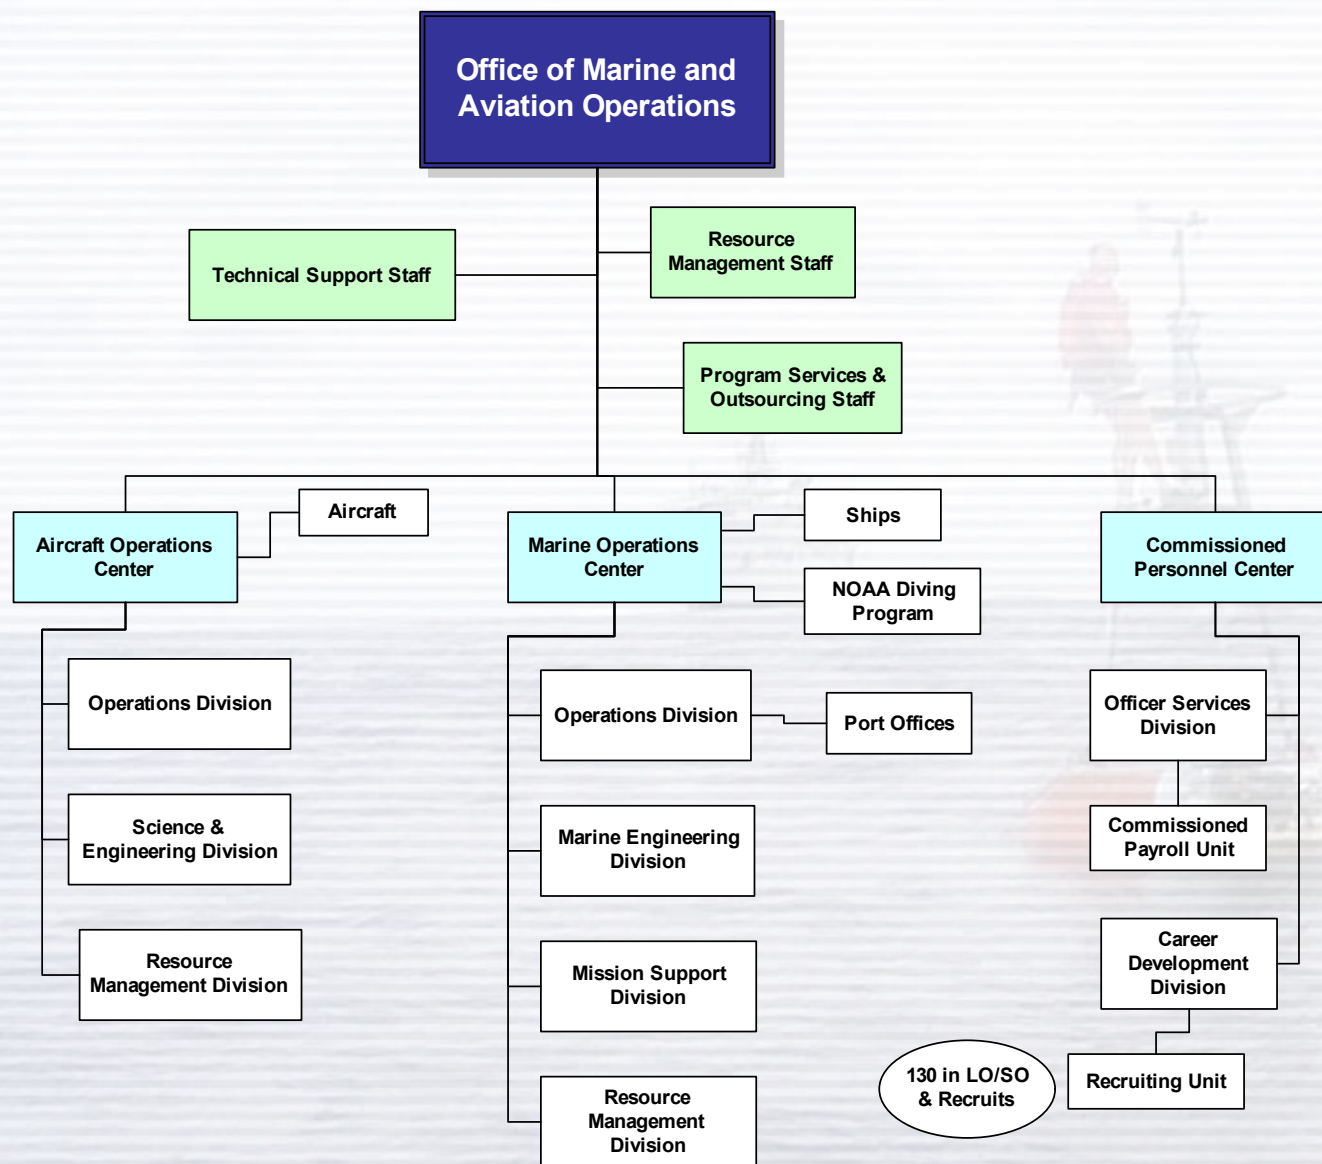 Office of Marine and
Aviation Operations
Technical Support Staff
Resource
Management Staff
Program Services &
Outsourcing Staff
Aircraft Operations
Center
Aircraft
Operations Division
Science &
Engineering Division
Resource
Management Division
Marine Operations
Center
Ships
NOAA Diving
Program
Operations Division
Port Offices
Marine Engineering
Division
Mission Support
Division
Resource
Management
Division
Commissioned
Personnel Center
Officer Services
Division
Commissioned
Payroll Unit
Career
Development
Division
Recruiting Unit
130 in LO/SO
& Recruits